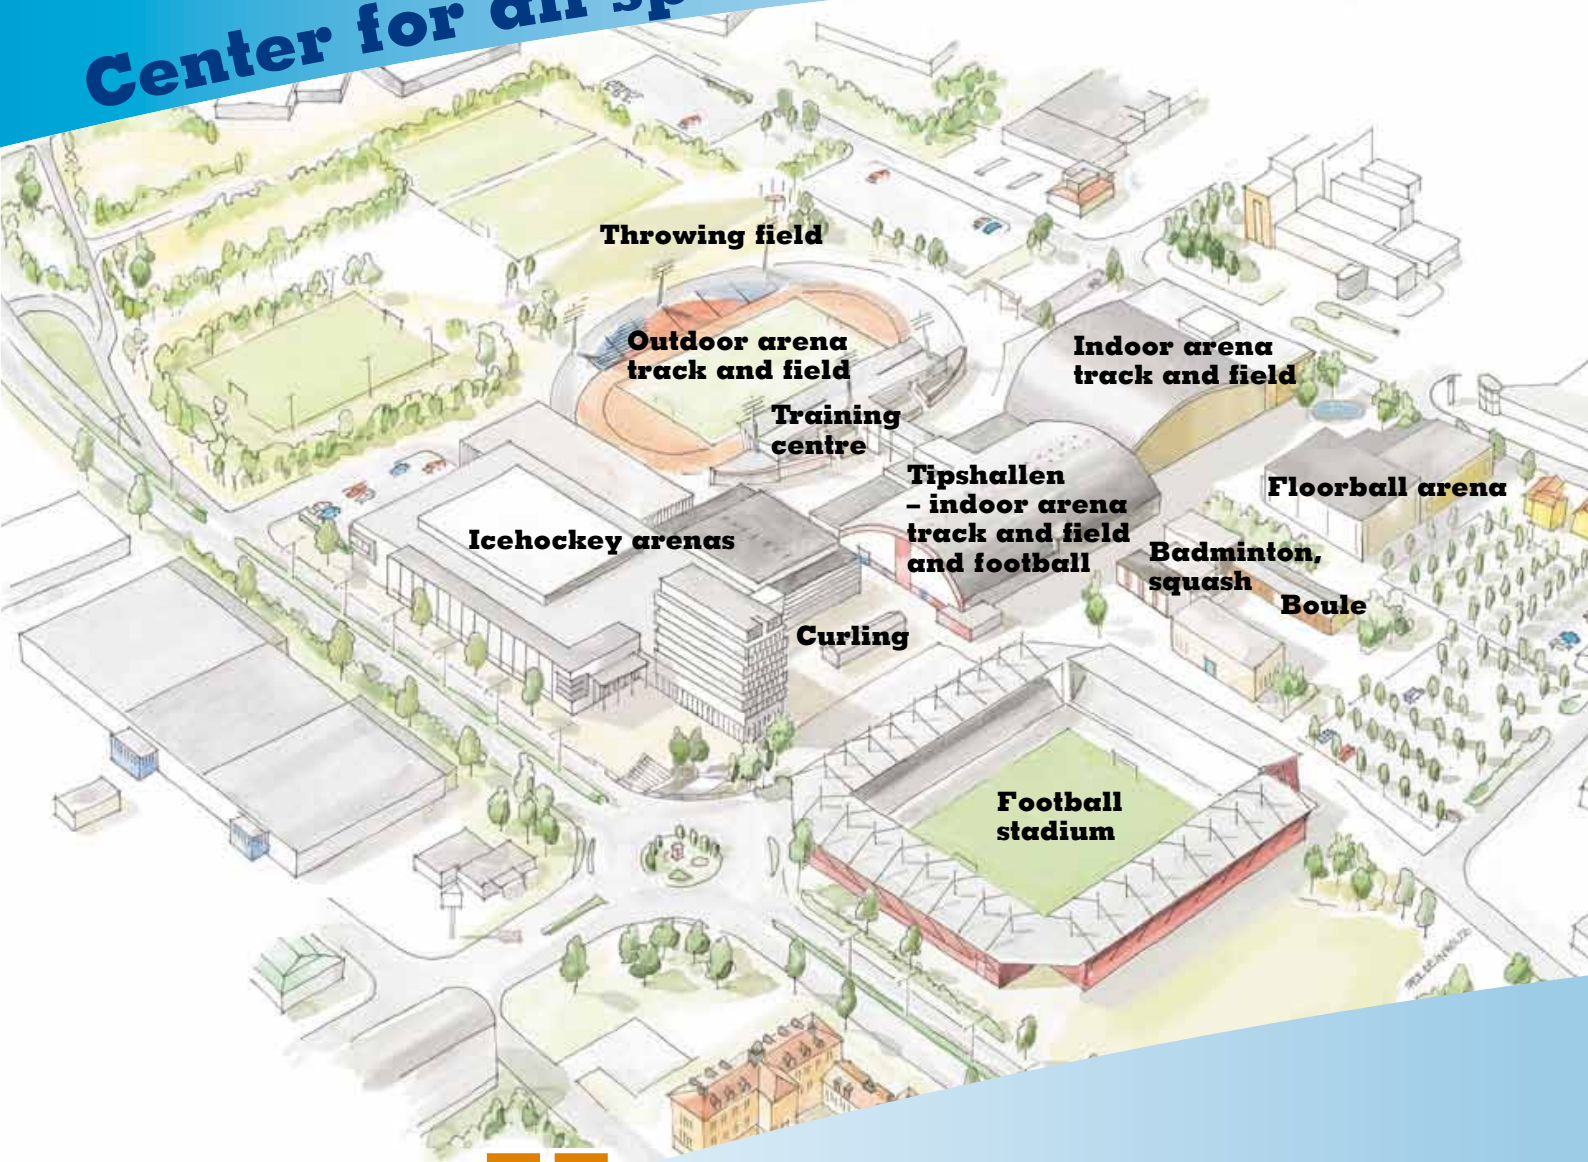 Center for all
Throwing field
Outdoor arena
track and field
Indoor arena
track and field
Training
centre
Tipshallen
– indoor arena
track and field
and football
Floorball arena
Icehockey arenas
Badminton,
squash
Boule
Curling
Football
stadium